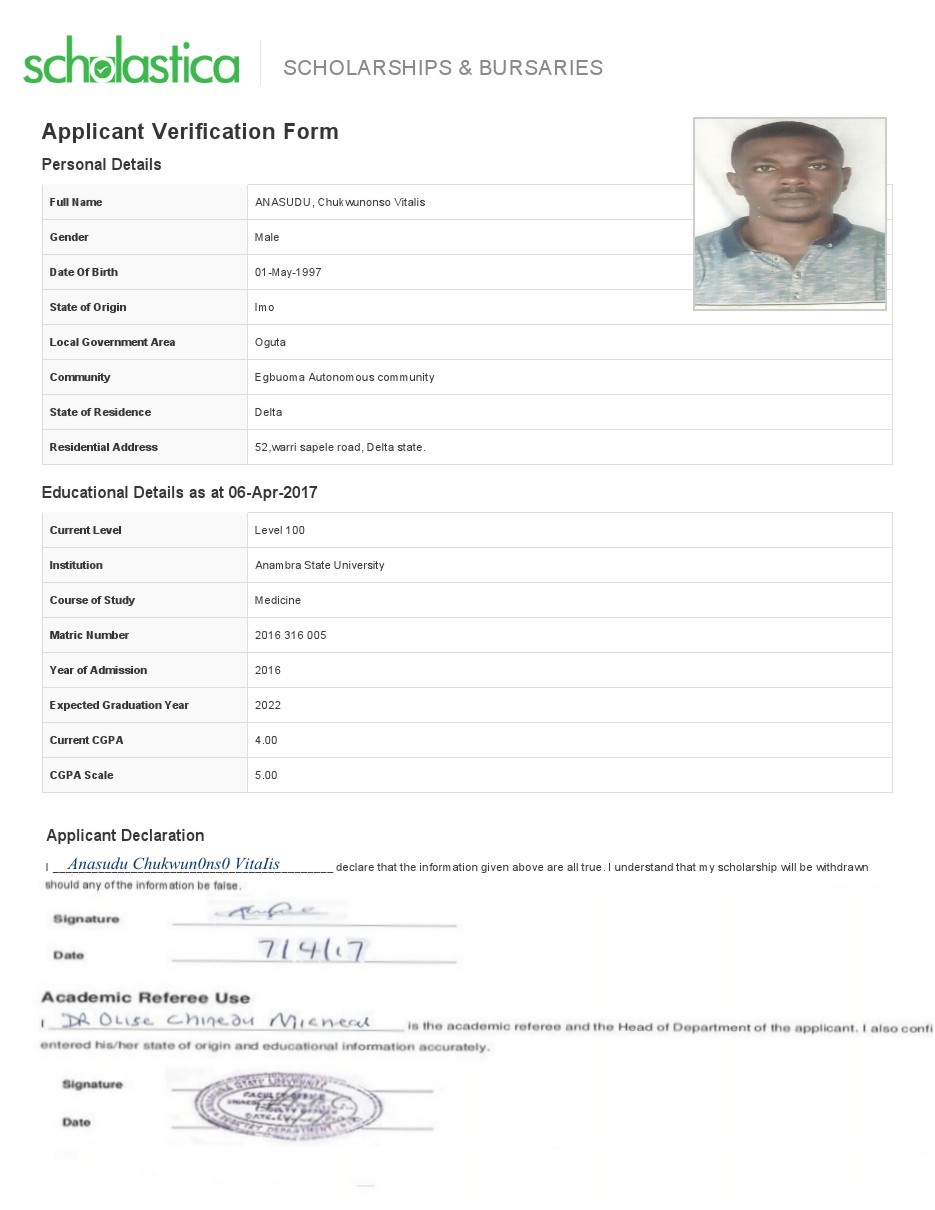 scholastica SCHOLARSHIPS & BURSARIES
Applicant Verification Form
Personal Details
Full Name ANASUDU, Chukwunonso Vitalis
Gender Male
Date Of Birth 01-May-1997
State of Origin Imo
Local Government Area Oguta
Community Egbuoma Autonomous community
State of Residence Delta
Residential Address 52,warri sapele road, Delta state.
Educational Details as at 06-Apr-2017
Current Level Level 100
Institution Anambra State University
Course of Study Medicine
Matric Number 2016 316 005
Year of Admission 2016
Expected Graduation Year 2022
Current CGPA 4.00
CGPA Scale 5.00
Applicant Declaration
I Anasudu Chukwun0ns0 VitaIis declare that the information given above are all true. I understand that my scholarship will be withdrawn
should any of the information be false.
Signature
Date 7/4/17
Academic Referee Use
I DR Olise Chinedu Micheal is the academic referee and the Head of Department of the applicant. I also confi
entered his/her state of origin and educational information accurately.
Signature
STATE UNIVERSITY
FACULTY OFFICER
Date